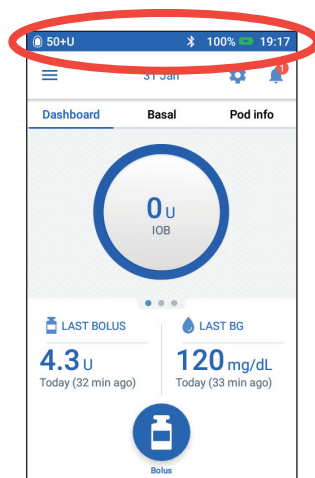 50+U 100% 19:17
31 Jan 1
Dashboard Basal Pod info
0 U
IOB
LAST BOLUS LAST BG
4.3 U 120 mg/dL
Today (32 min ago) Today (33 min ago)
Bolus